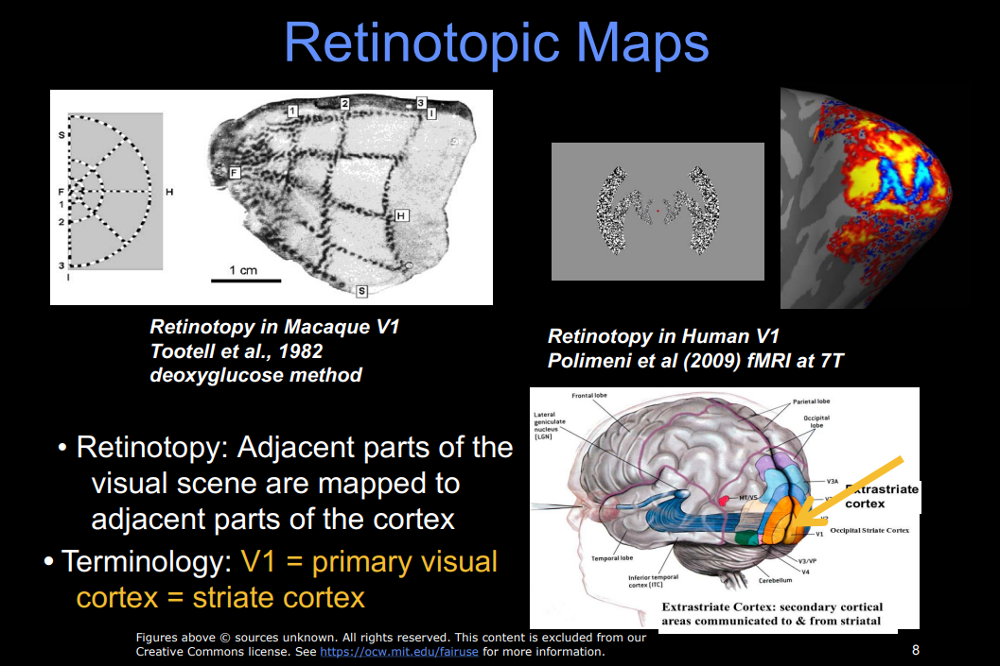 Retinotopic Maps
S
F
1
2
3
I
H
1
2
3
I
F
H
S
1 cm
Retinotopy in Macaque V1
Tootell et al., 1982
deoxyglucose method
Retinotopy in Human V1
Polimeni et al (2009) fMRI at 7T
• Retinotopy: Adjacent parts of the
visual scene are mapped to
adjacent parts of the cortex
• Terminology: V1 = primary visual
cortex = striate cortex
Frontal lobe
Lateral
geniculate
nucleus
(LGN)
Parietal lobe
Occipital
lobe
V3A
MT/V5
Extrastriate
cortex
V2
V1
Occipital Striate Cortex
V3/VP
V4
Temporal lobe
Inferior temporal
cortex (ITC)
Cerebellum
Extrastriate Cortex: secondary cortical
areas communicated to & from striatal
Figures above © sources unknown. All rights reserved. This content is excluded from our
Creative Commons license. See https://ocw.mit.edu/fairuse for more information.
8